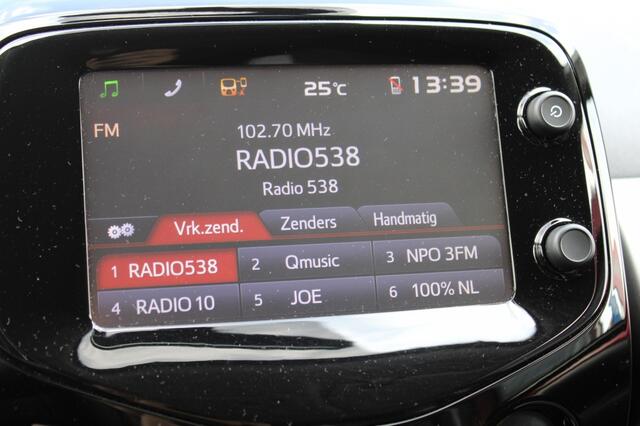 25°C 13:39
FM
102.70 MHz
RADIO538
Radio 538
Vrk.zend. Zenders Handmatig
1 RADIO538 2 Qmusic 3 NPO 3FM
4 RADIO 10 5 JOE 6 100% NL